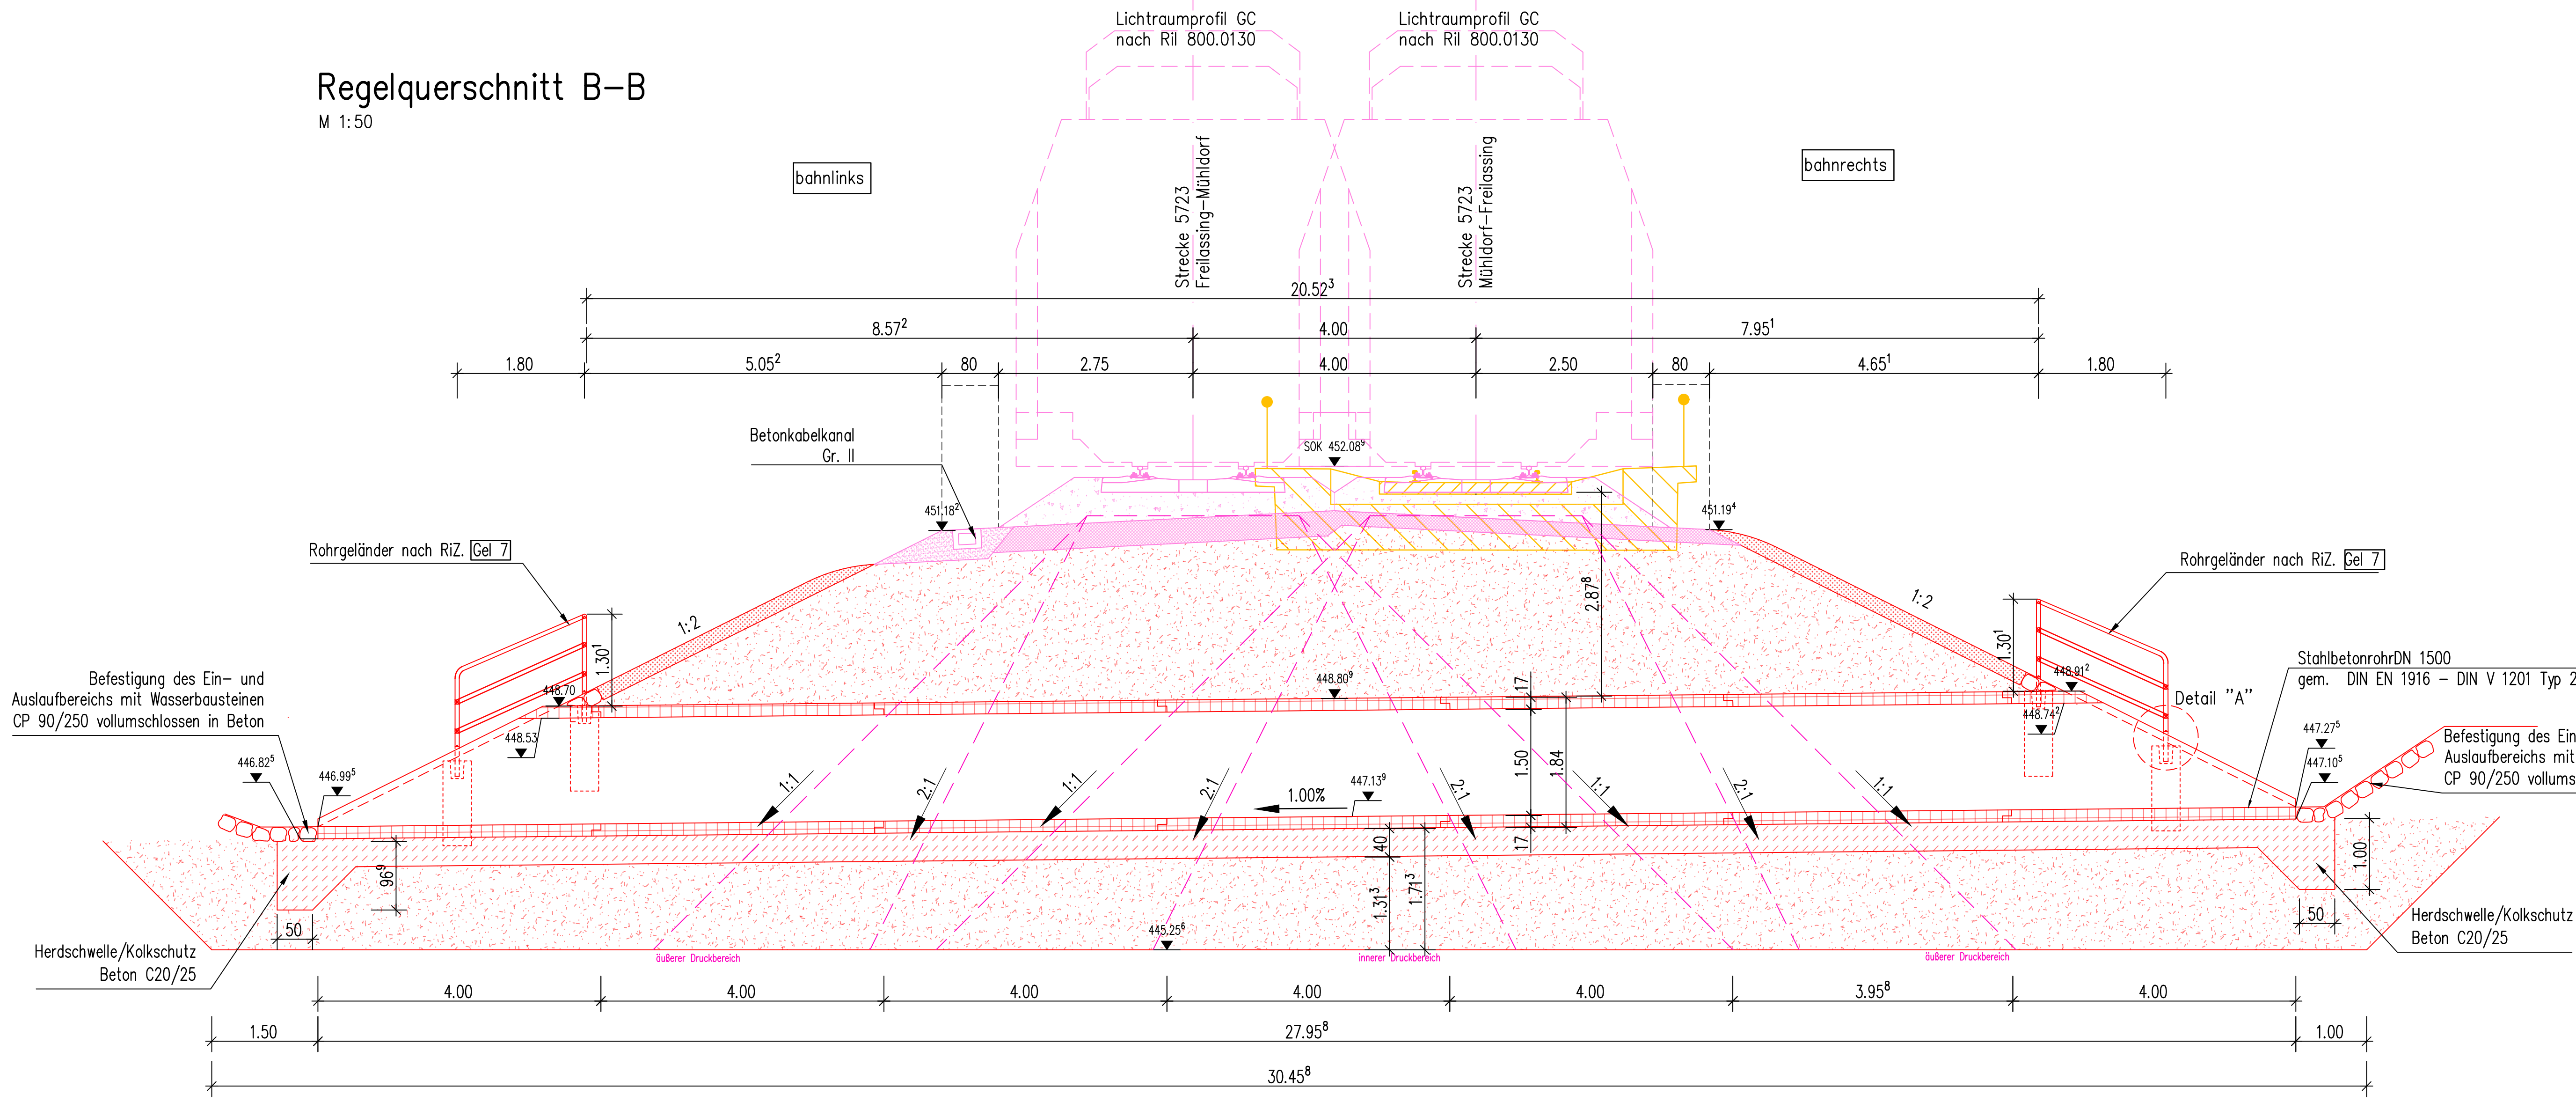 Lichtraumprofil GC
nach Ril 800.0130
Lichtraumprofil GC
nach Ril 800.0130
Regelquerschnitt B-B
M 1:50
bahnlinks
bahnrechts
Strecke 5723
Freilassing-Mühldorf
Strecke 5723
Mühldorf-Freilassing
20.52³
8.57² 4.00 7.95¹
1.80 5.05² 80 2.75 4.00 2.50 80 4.65¹ 1.80
Betonkabelkanal
Gr. II
SOK 452.08⁹
451.18²
451.19⁴
Rohrgeländer nach RiZ. Gel 7
Rohrgeländer nach RiZ. Gel 7
1:2
1:2
2.87⁸
1.30¹
1.30¹
Befestigung des Ein- und
Auslaufbereichs mit Wasserbausteinen
CP 90/250 vollumschlossen in Beton
448.70
448.53
448.80⁹
17
448.91²
448.74²
StahlbetonrohrDN 1500
gem. DIN EN 1916 - DIN V 1201 Typ 2
Detail "A"
446.82⁵
446.99⁵
447.27⁵
447.10⁵
Befestigung des Ein
Auslaufbereichs mit
CP 90/250 vollums
1:1
2:1
1:1
2:1
1.00%
447.13⁹
2:1
1.50
1.84
1:1
2:1
1:1
96⁹
40
17
1.00
1.31³
1.71³
50
50
445.25⁶
Herdschwelle/Kolkschutz
Beton C20/25
Herdschwelle/Kolkschutz
Beton C20/25
äußerer Druckbereich
innerer Druckbereich
äußerer Druckbereich
4.00 4.00 4.00 4.00 4.00 3.95⁸ 4.00
1.50 27.95⁸ 1.00
30.45⁸